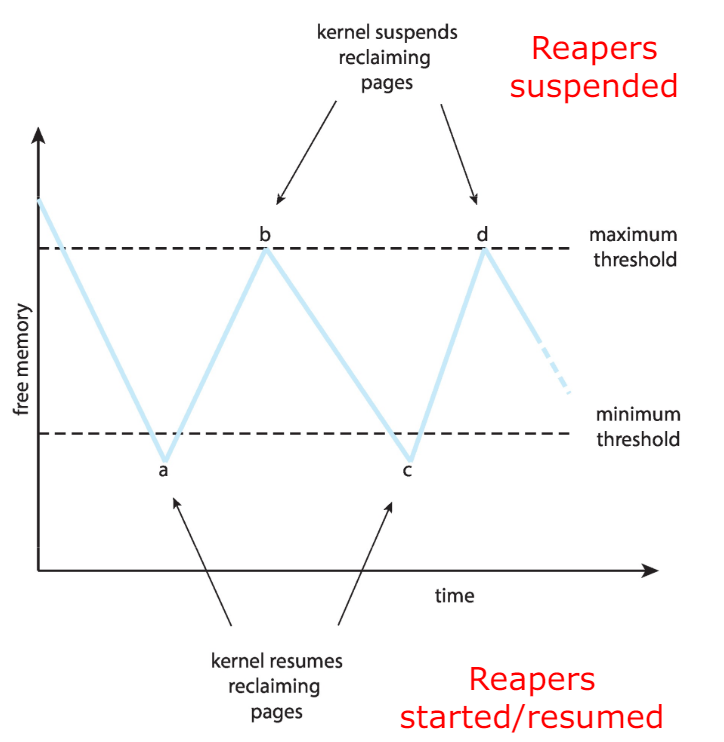 kernel suspends
reclaiming
pages
Reapers
suspended
b
d
maximum
threshold
free memory
minimum
threshold
a
c
time
kernel resumes
reclaiming
pages
Reapers
started/resumed